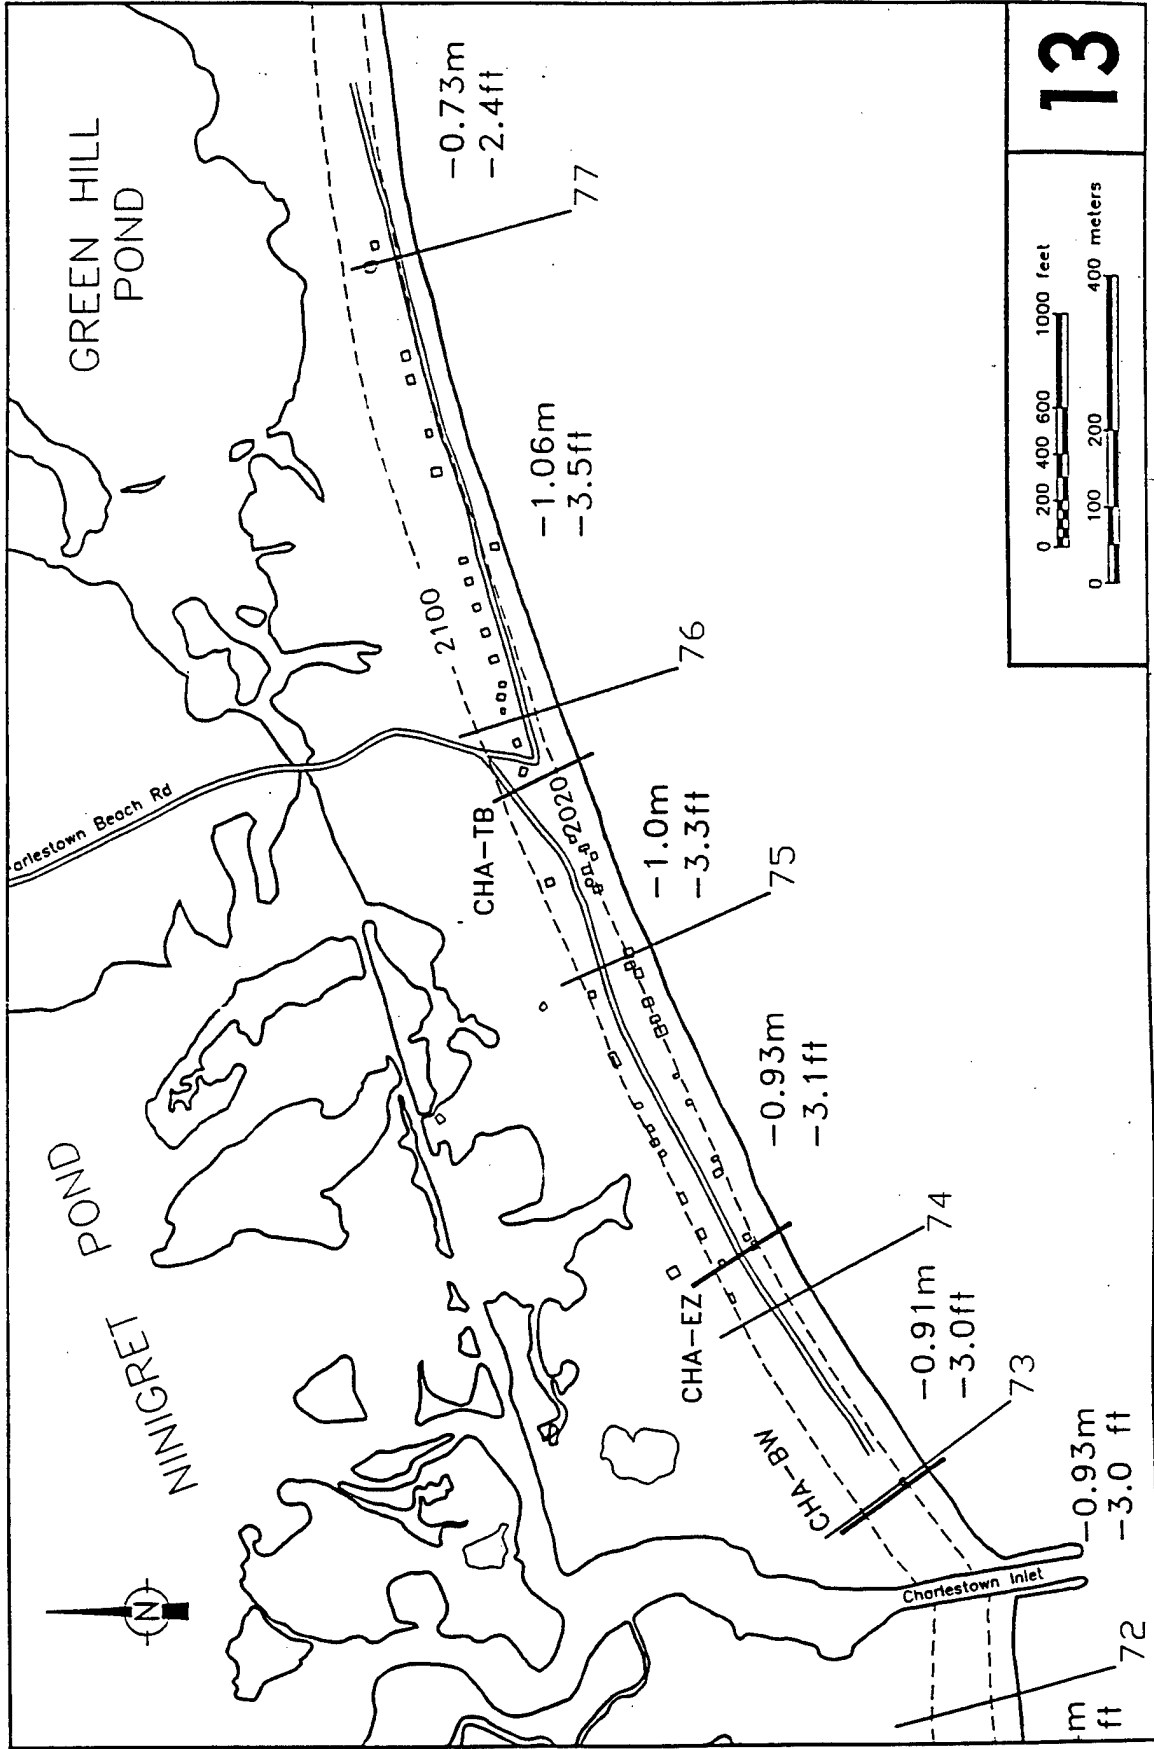 GREEN HILL
POND
NINIGRET POND
arlestown Beach Rd
2100
2020
CHA-TB
CHA-EZ
CHA-BW
-0.73m
-2.4ft
77
-1.06m
-3.5ft
76
-1.0m
-3.3ft
75
-0.93m
-3.1ft
74
-0.91m
-3.0ft
73
-0.93m
-3.0 ft
Charlestown Inlet
72
m
ft
N
0 200 400 600 1000 feet
0 100 200 400 meters
13